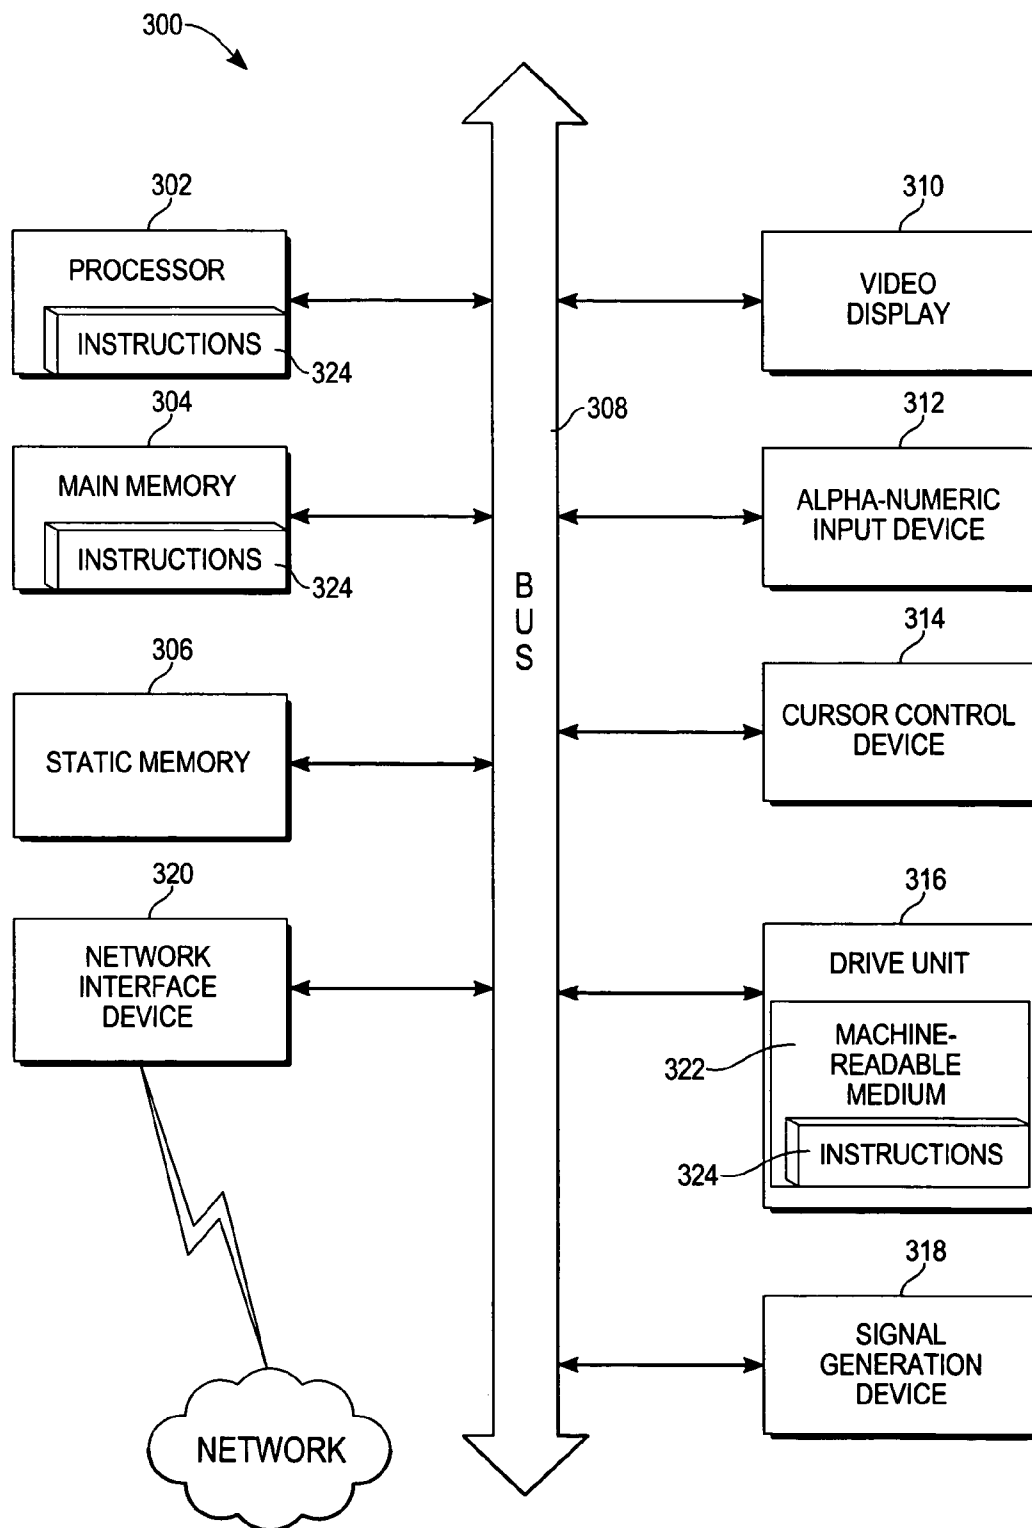 300
302
PROCESSOR
INSTRUCTIONS
324
304
MAIN MEMORY
INSTRUCTIONS
324
306
STATIC MEMORY
320
NETWORK
INTERFACE
DEVICE
NETWORK
308
BUS
310
VIDEO
DISPLAY
312
ALPHA-NUMERIC
INPUT DEVICE
314
CURSOR CONTROL
DEVICE
316
DRIVE UNIT
322
MACHINE-
READABLE
MEDIUM
324
INSTRUCTIONS
318
SIGNAL
GENERATION
DEVICE